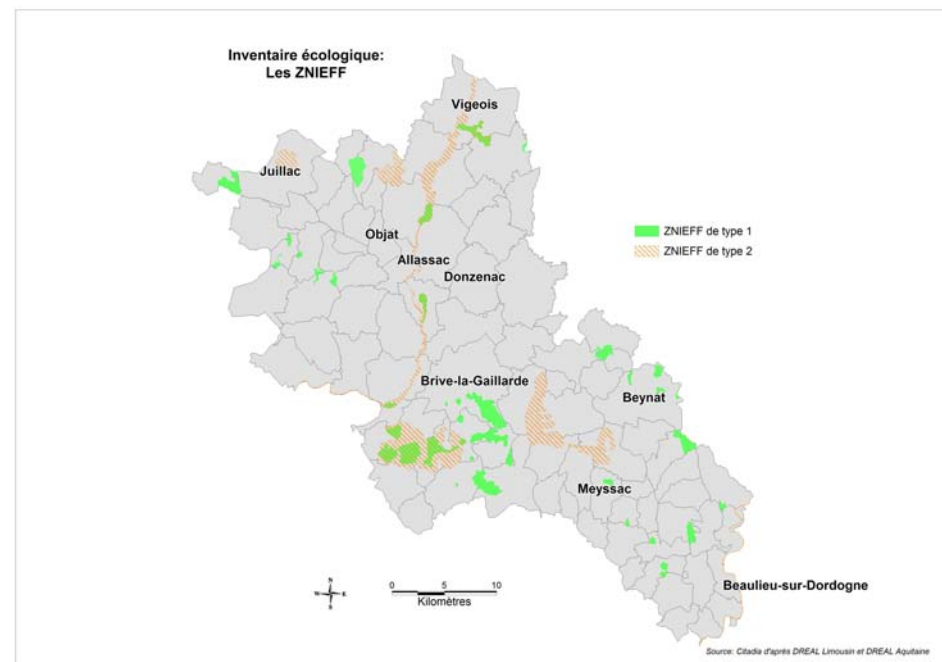 Inventaire écologique:
Les ZNIEFF
Vigeois
Juillac
Objat
ZNIEFF de type 1
ZNIEFF de type 2
Allassac
Donzenac
Brive-la-Gaillarde
Beynat
Meyssac
Beaulieu-sur-Dordogne
N
W E
S
0 5 10
Kilomètres
Source: Citadia d'après DREAL Limousin et DREAL Aquitaine